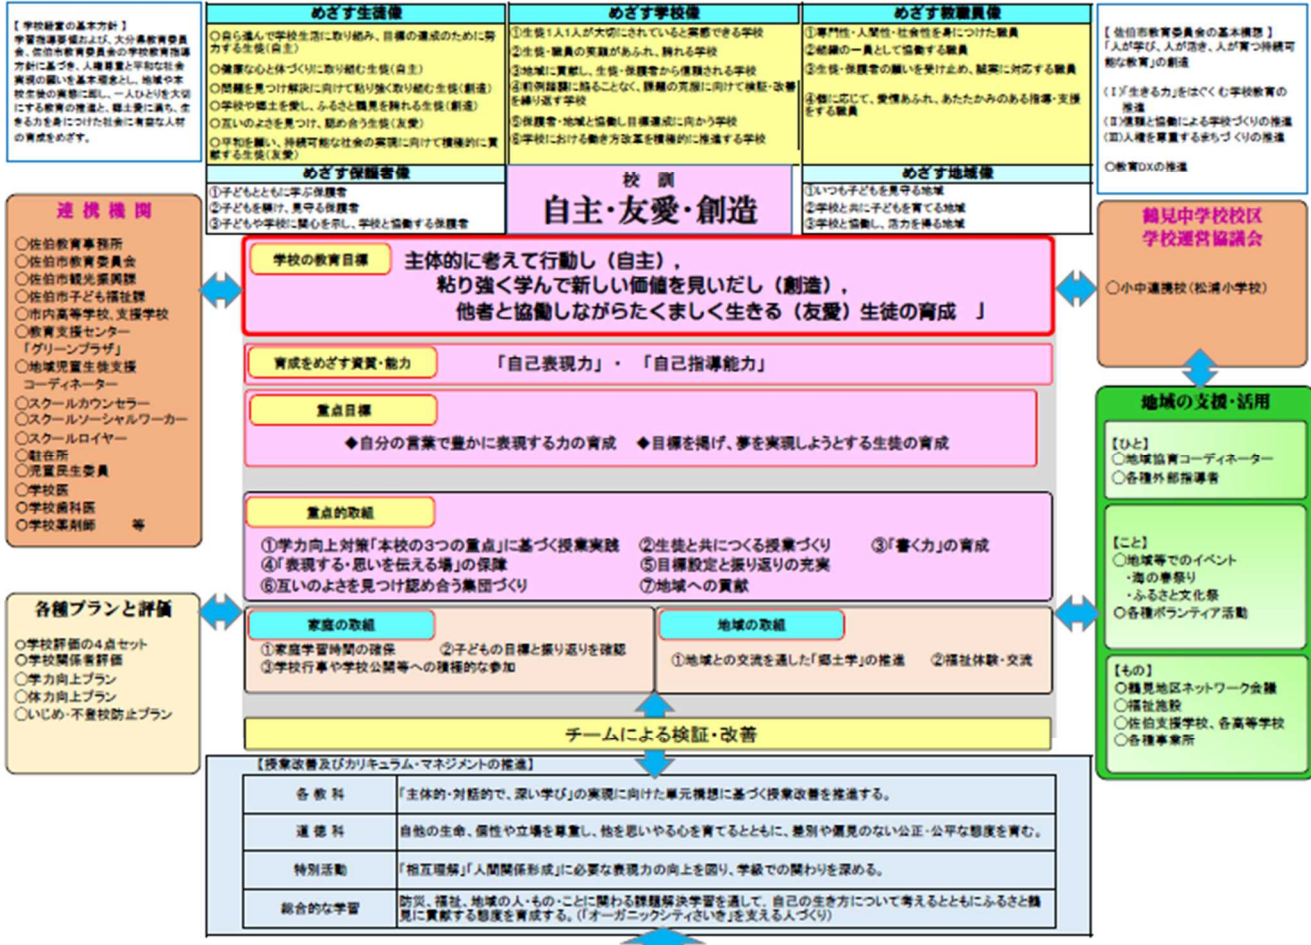 【 学校経営の基本方針 】
学習指導要領および、大分県教育委員
会、佐伯市教育委員会の学校教育指導
方針に基づき、人権尊重と平和な社会
実現の願いを基本理念とし、地域や本
校生徒の実態に即し、一人ひとりを大切
にする教育の推進と、郷土愛に満ち、生
きる力を身につけた社会に有益な人材
の育成をめざす。
めざす生徒像
〇自ら進んで学校生活に取り組み、目標の達成のために努
力する生徒(自主)
〇健康な心と体づくりに取り組む生徒(自主)
〇問題を見つけ解決に向けて粘り強く取り組む生徒(創造)
〇学校や郷土を愛し、ふるさと鶴見を誇れる生徒(創造)
〇互いのよさを見つけ、認め合う生徒(友愛)
〇平和を願い、持続可能な社会の実現に向けて積極的に貢
献する生徒(友愛)
めざす学校像
①生徒1人1人が大切にされていると実感できる学校
②生徒・職員の笑顔があふれ、誇れる学校
③地域に貢献し、生徒・保護者から信頼される学校
④前例踏襲に陥ることなく、課題の克服に向けて検証・改善
を繰り返す学校
⑤保護者・地域と協働し目標達成に向かう学校
⑥学校における働き方改革を積極的に推進する学校
めざす教職員像
①専門性・人間性・社会性を身につけた職員
②組織の一員として協働する職員
③生徒・保護者の願いを受け止め、誠実に対応する職員
④個に応じて、愛情あふれ、あたたかみのある指導・支援
をする職員
【 佐伯市教育委員会の基本構想 】
「人が学び、人が活き、人が育つ持続可
能な教育」の創造
(Ⅰ)「生きる力」をはぐくむ学校教育の
推進
(Ⅱ)信頼と協働による学校づくりの推進
(Ⅲ)人権を尊重するまちづくりの推進
〇教育DXの推進
めざす保護者像
①子どもとともに学ぶ保護者
②子どもを躾け、見守る保護者
③子どもや学校に関心を示し、学校と協働する保護者
校 訓
自主・友愛・創造
めざす地域像
①いつも子どもを見守る地域
②学校と共に子どもを育てる地域
③学校と協働し、活力を得る地域
連 携 機 関
〇佐伯教育事務所
〇佐伯市教育委員会
〇佐伯市観光振興課
〇佐伯市子ども福祉課
〇市内高等学校、支援学校
〇教育支援センター
「グリーンプラザ」
〇地域児童生徒支援
コーディネーター
〇スクールカウンセラー
〇スクールソーシャルワーカー
〇スクールロイヤー
〇駐在所
〇児童民生委員
〇学校医
〇学校歯科医
〇学校薬剤師 等
学校の教育目標
主体的に考えて行動し(自主),
粘り強く学んで新しい価値を見いだし(創造),
他者と協働しながらたくましく生きる(友愛)生徒の育成 」
鶴見中学校校区
学校運営協議会
〇小中連携校(松浦小学校)
育成をめざす資質・能力
「自己表現力」・ 「自己指導能力」
重点目標
◆自分の言葉で豊かに表現する力の育成 ◆目標を掲げ、夢を実現しようとする生徒の育成
重点的取組
①学力向上対策「本校の3つの重点」に基づく授業実践 ②生徒と共につくる授業づくり ③「書く力」の育成
④「表現する・思いを伝える場」の保障 ⑤目標設定と振り返りの充実
⑥互いのよさを見つけ認め合う集団づくり ⑦地域への貢献
地域の支援・活用
【ひと】
〇地域協育コーディネーター
〇各種外部指導者
【こと】
〇地域等でのイベント
・海の春祭り
・ふるさと文化祭
〇各種ボランティア活動
【もの】
〇鶴見地区ネットワーク会議
〇福祉施設
〇佐伯支援学校、各高等学校
〇各種事業所
各種プランと評価
〇学校評価の4点セット
〇学校関係者評価
〇学力向上プラン
〇体力向上プラン
〇いじめ・不登校防止プラン
家庭の取組
①家庭学習時間の確保 ②子どもの目標と振り返りを確認
③学校行事や学校公開等への積極的な参加
地域の取組
①地域との交流を通した「郷土学」の推進 ②福祉体験・交流
チームによる検証・改善
【授業改善及びカリキュラム・マネジメントの推進】
各 教 科
「主体的・対話的で、深い学び」の実現に向けた単元構想に基づく授業改善を推進する。
道 徳 科
自他の生命、個性や立場を尊重し、他を思いやる心を育てるとともに、差別や偏見のない公正・公平な態度を育む。
特別活動
「相互理解」「人間関係形成」に必要な表現力の向上を図り、学級での関わりを深める。
総合的な学習
防災、福祉、地域の人・もの・ことに関わる課題解決学習を通して、自己の生き方について考えるとともにふるさと鶴
見に貢献する態度を育成する。(「オーガニックシティさいき」を支える人づくり)